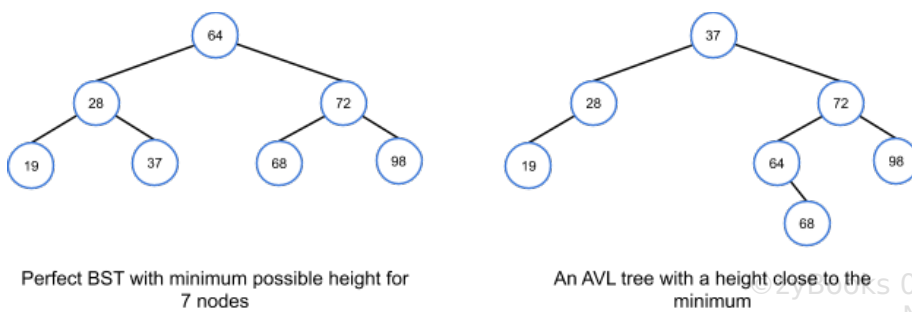 64
37
28
72
28
72
19
37
68
98
19
64
98
68
Perfect BST with minimum possible height for
7 nodes
An AVL tree with a height close to the
minimum
©zyBooks 0